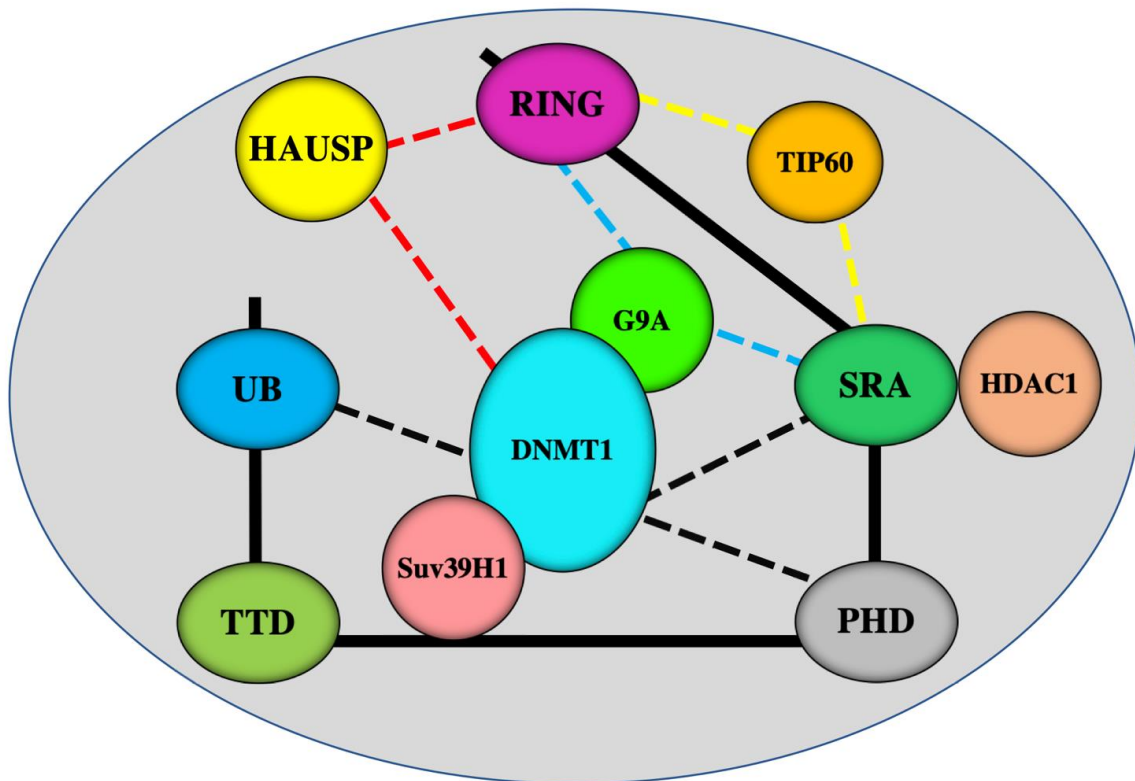 RING
HAUSP
TIP60
G9A
UB
SRA
HDAC1
DNMT1
Suv39H1
TTD
PHD